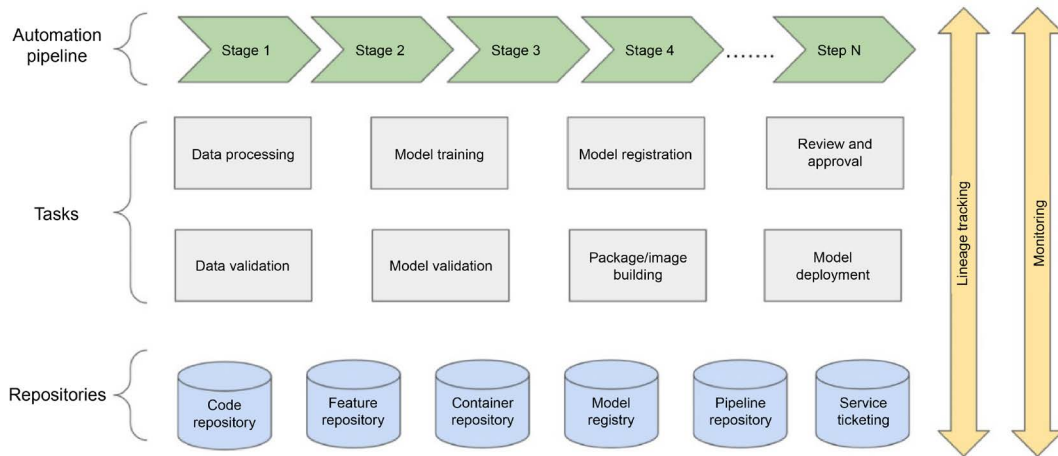 Automation
pipeline
Stage 1
Stage 2
Stage 3
Stage 4
.......
Step N
Tasks
Data processing
Model training
Model registration
Review and
approval
Data validation
Model validation
Package/image
building
Model
deployment
Repositories
Code
repository
Feature
repository
Container
repository
Model
registry
Pipeline
repository
Service
ticketing
Lineage tracking
Monitoring